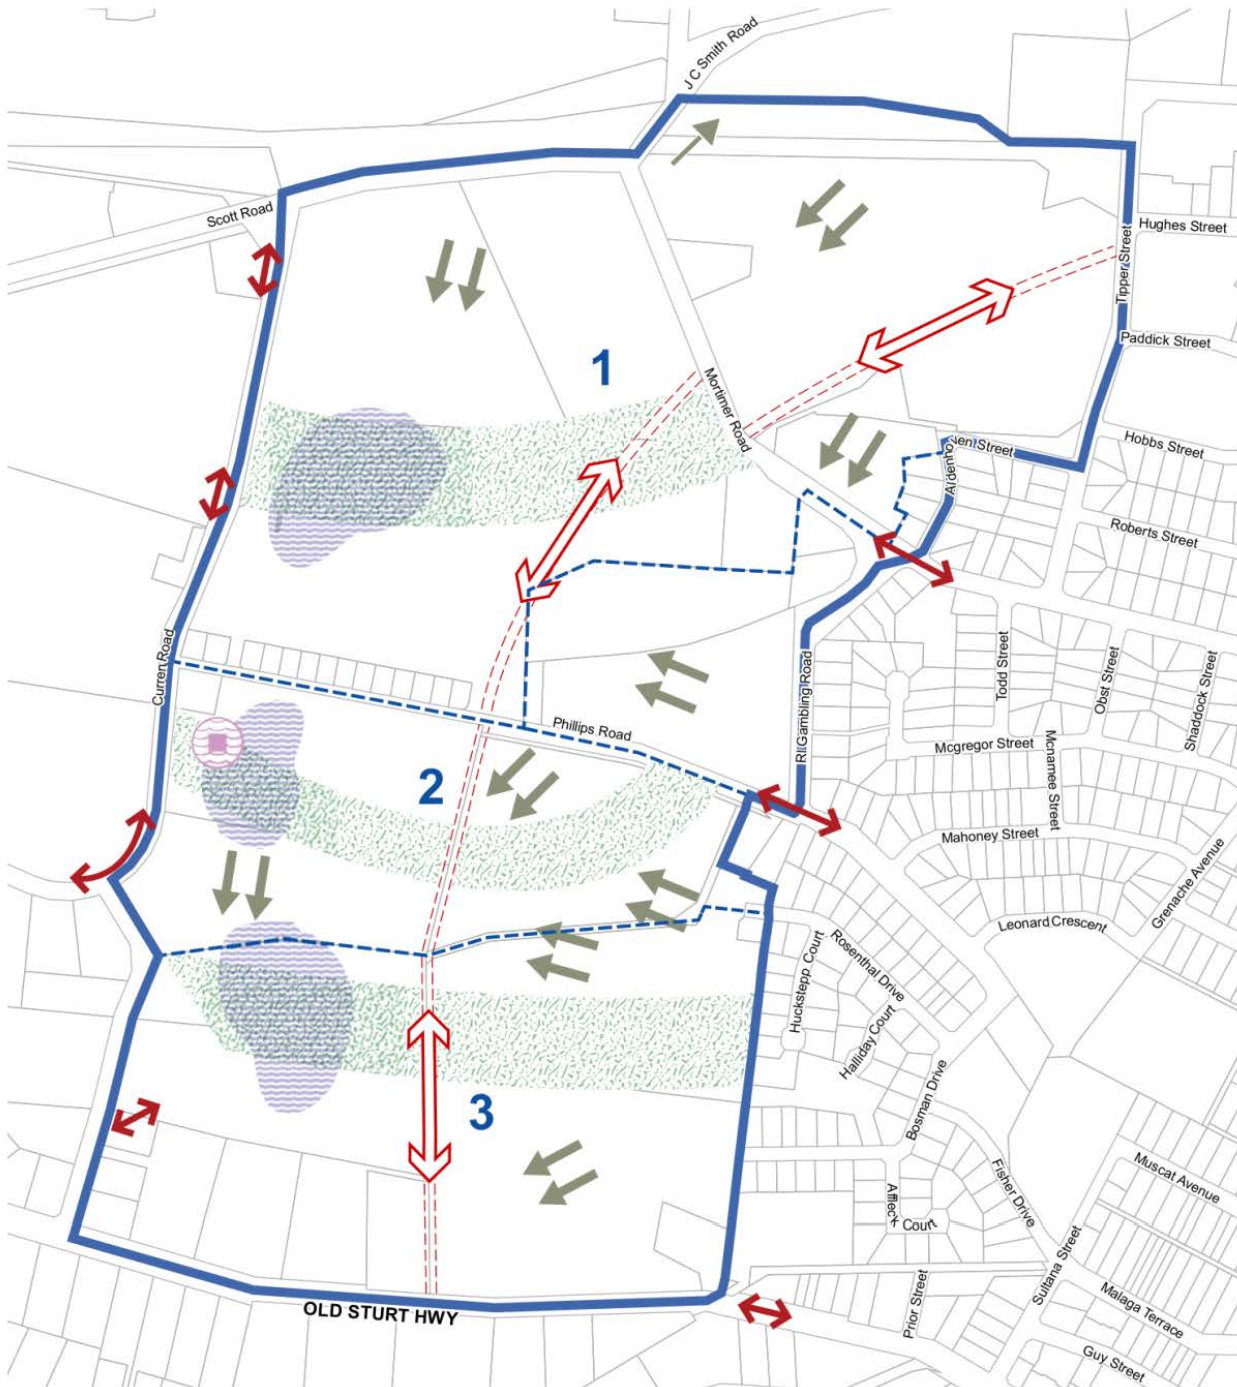 J C Smith Road
Scott Road
Hughes Street
Tipper Street
Paddick Street
1
Mortimer Road
Hobbs Street
Roberts Street
Curren Road
Phillips Road
RI Gambling Road
Todd Street
Obst Street
Shaddock Street
Mcgregor Street
Mcnamee Street
2
Mahoney Street
Grenache Avenue
Leonard Crescent
Rosenthal Drive
Huckstepp Court
Halliday Court
Bosman Drive
3
Fisher Drive
Muscat Avenue
Affleck Court
Sultana Street
Prior Street
Malaga Terrace
OLD STURT HWY
Guy Street